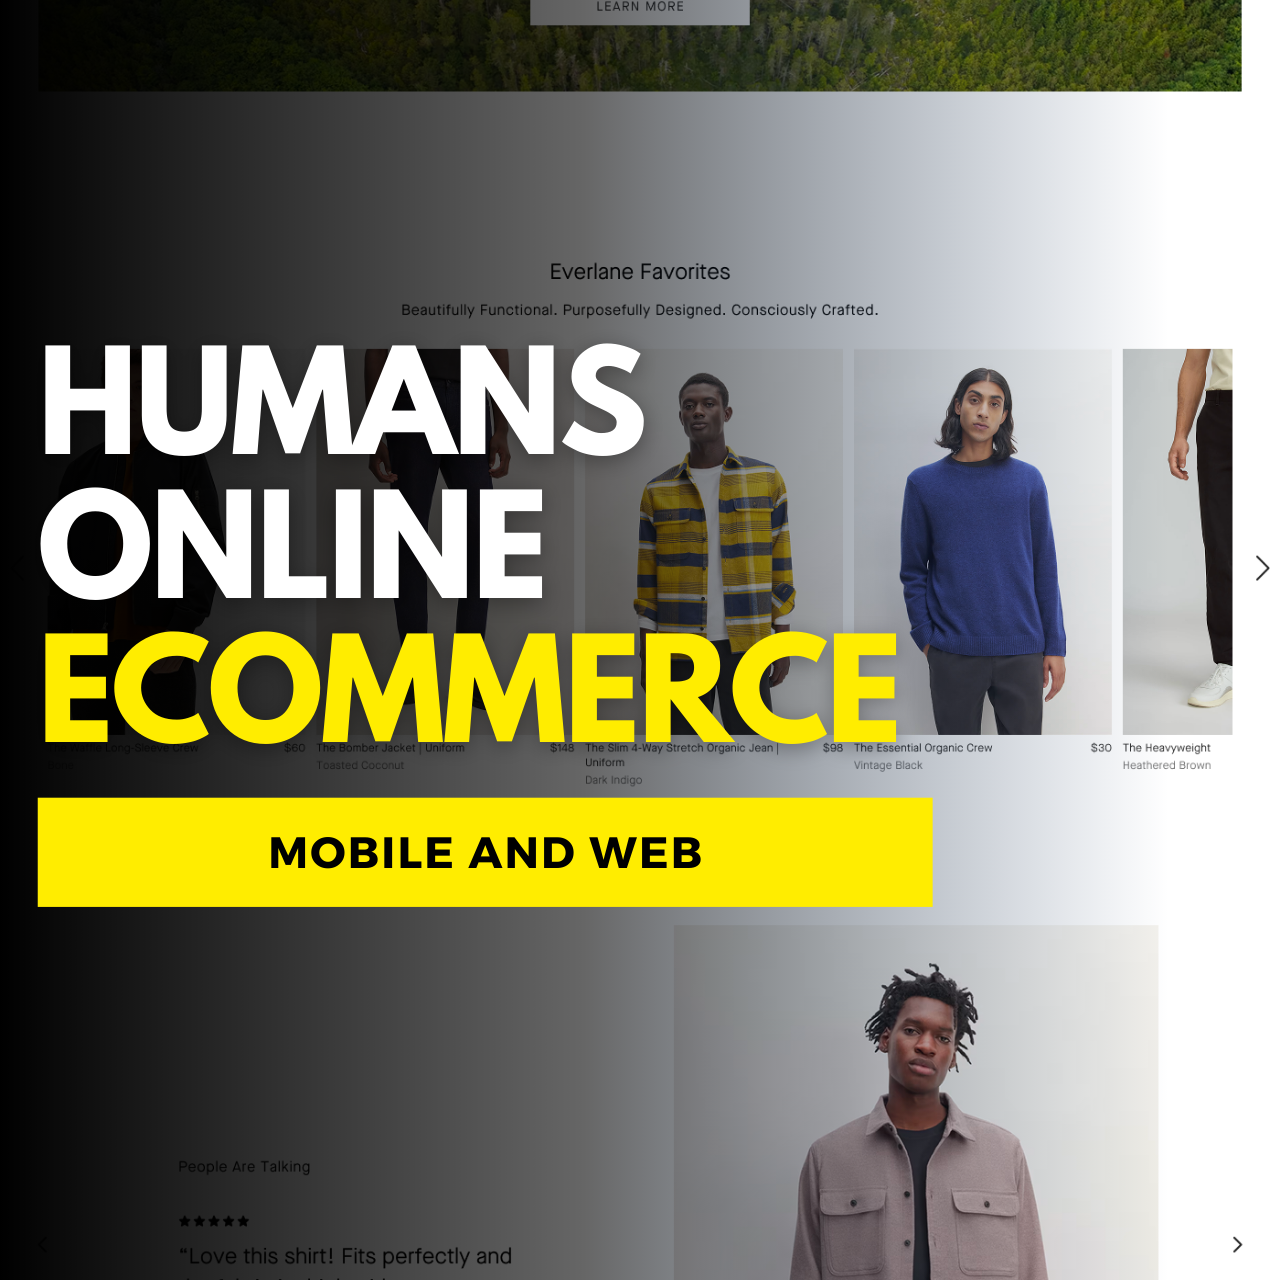 LEARN MORE
Everlane Favorites
Beautifully Functional. Purposefully Designed. Consciously Crafted.
HUMANS
ONLINE
ECOMMERCE
The Waffle Long-Sleeve Crew $60
The Bomber Jacket | Uniform $148
Toasted Coconut
The Slim 4-Way Stretch Organic Jean | $98
Uniform
Dark Indigo
The Essential Organic Crew $30
Vintage Black
The Heavyweight
Heathered Brown
MOBILE AND WEB
People Are Talking
★★★★★
“Love this shirt! Fits perfectly and